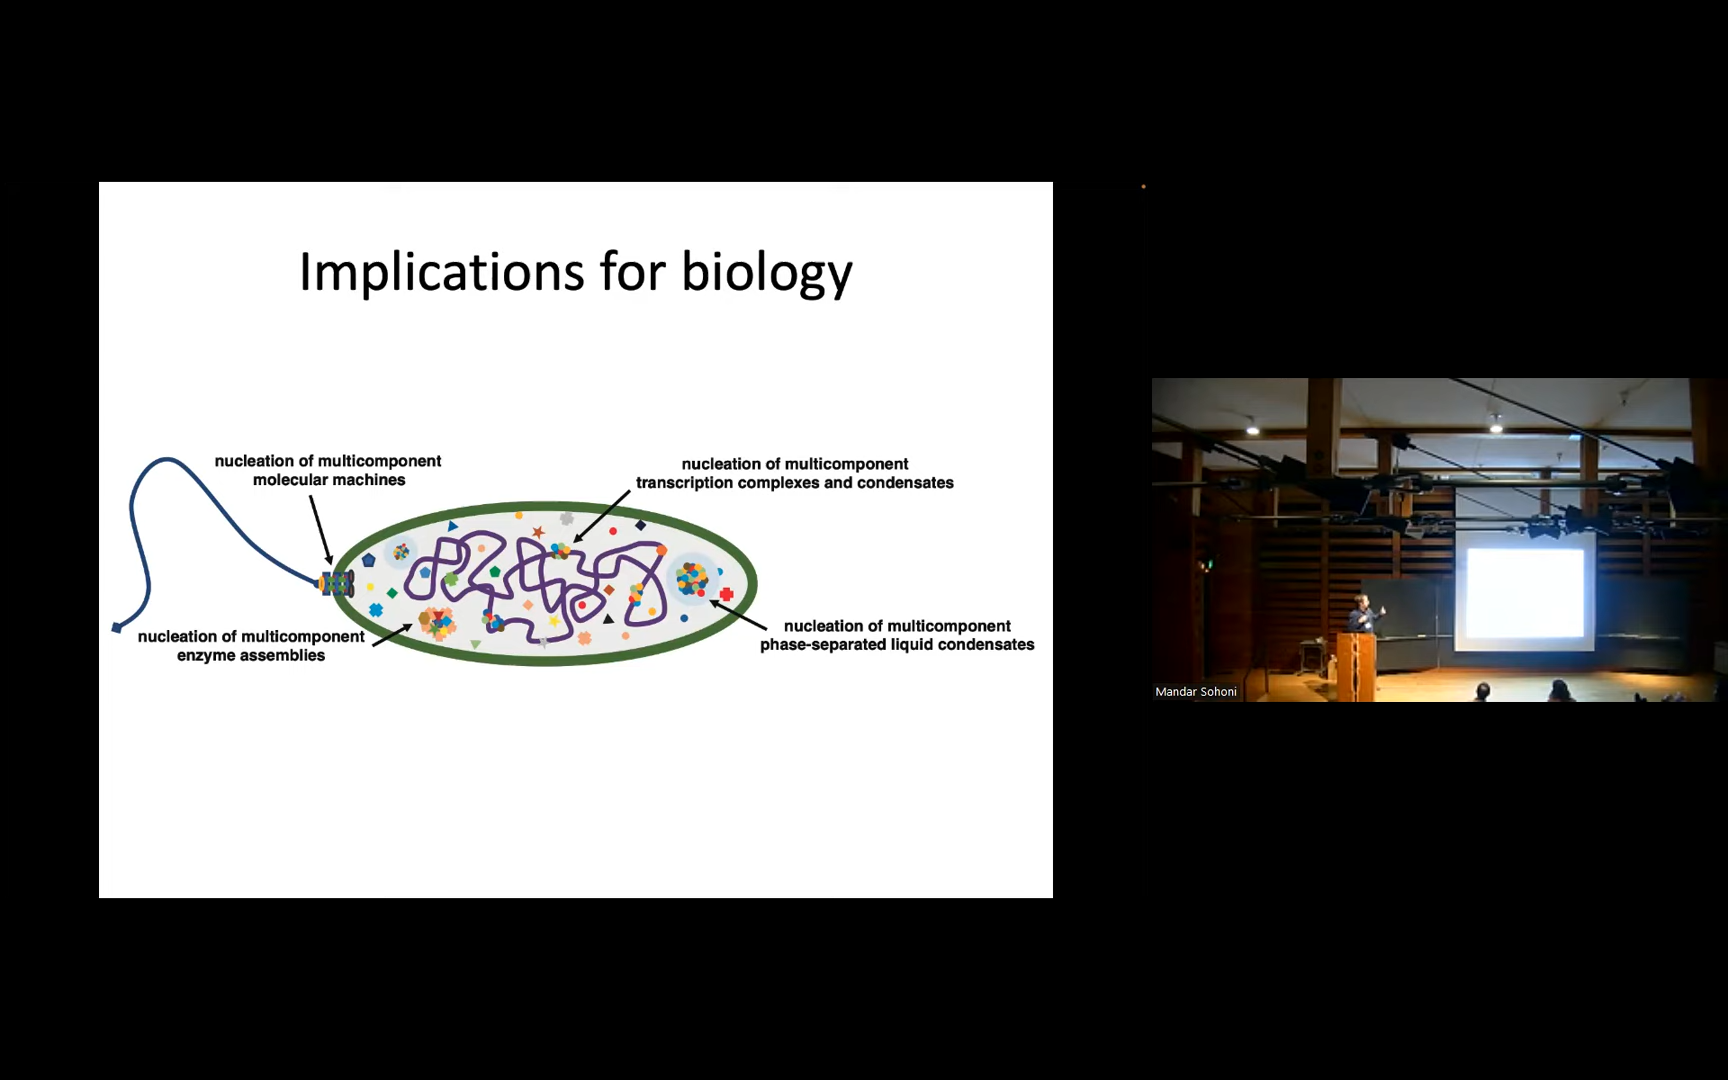 Implications for biology
nucleation of multicomponent
molecular machines
nucleation of multicomponent
transcription complexes and condensates
nucleation of multicomponent
enzyme assemblies
nucleation of multicomponent
phase-separated liquid condensates
Mandar Sohoni